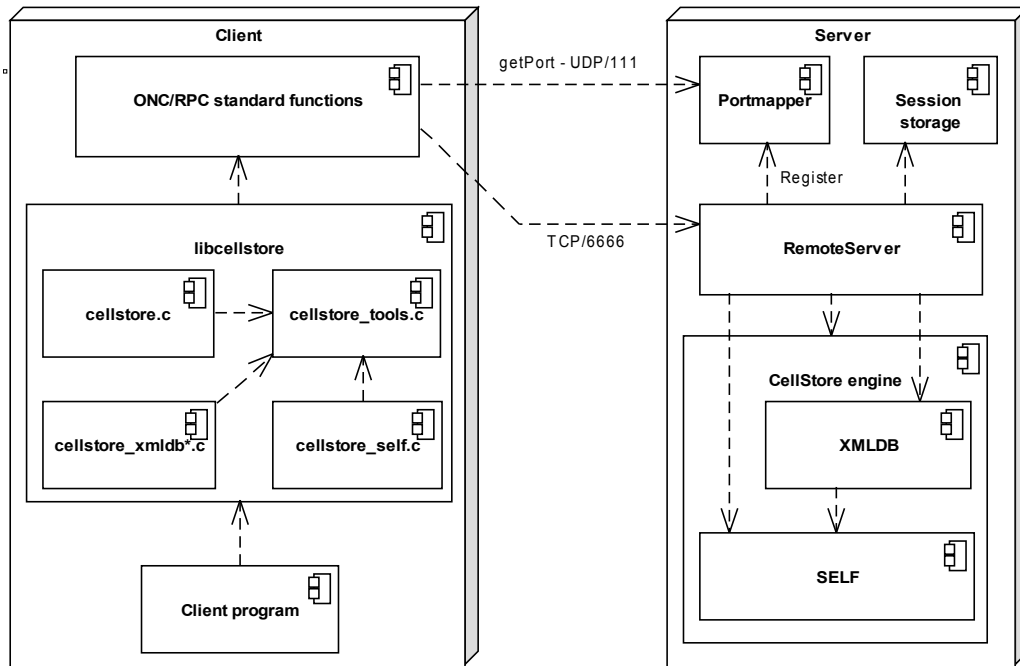 Client
ONC/RPC standard functions
libcellstore
cellstore.c
cellstore_tools.c
cellstore_xmldb*.c
cellstore_self.c
Client program
getPort - UDP/111
TCP/6666
Server
Portmapper
Session
storage
Register
RemoteServer
CellStore engine
XMLDB
SELF